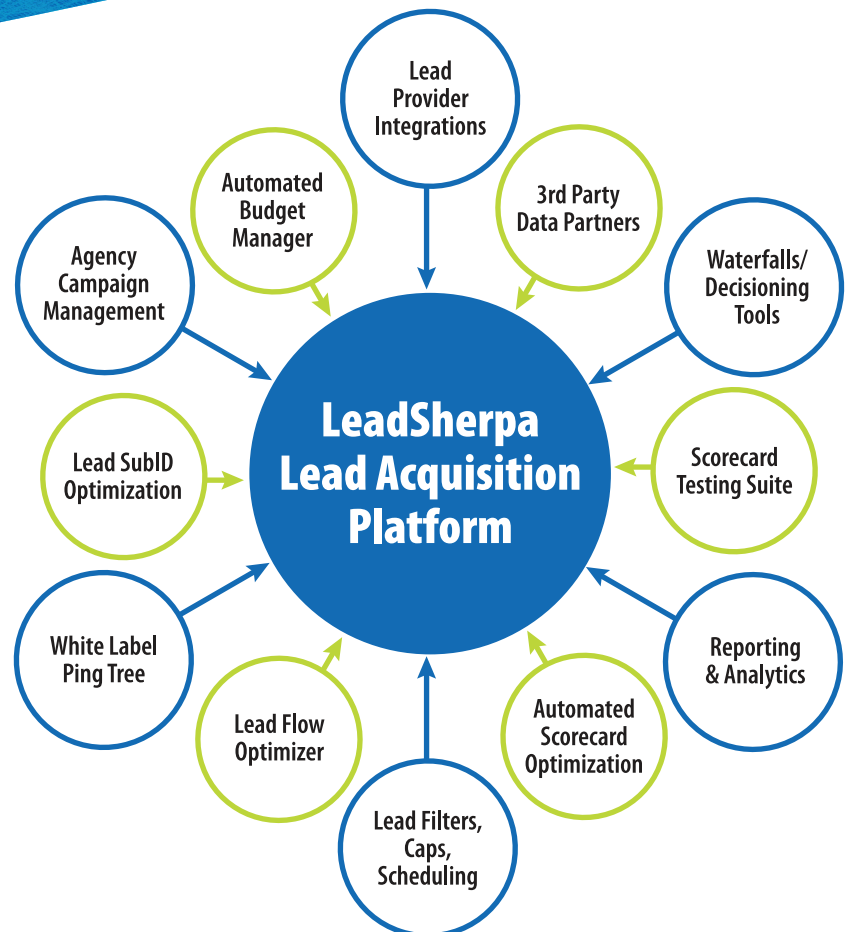 Lead
Provider
Integrations
Automated
Budget
Manager
3rd Party
Data Partners
Agency
Campaign
Management
Waterfalls/
Decisioning
Tools
LeadSherpa
Lead Acquisition
Platform
Lead SubID
Optimization
Scorecard
Testing Suite
White Label
Ping Tree
Reporting
& Analytics
Lead Flow
Optimizer
Automated
Scorecard
Optimization
Lead Filters,
Caps,
Scheduling